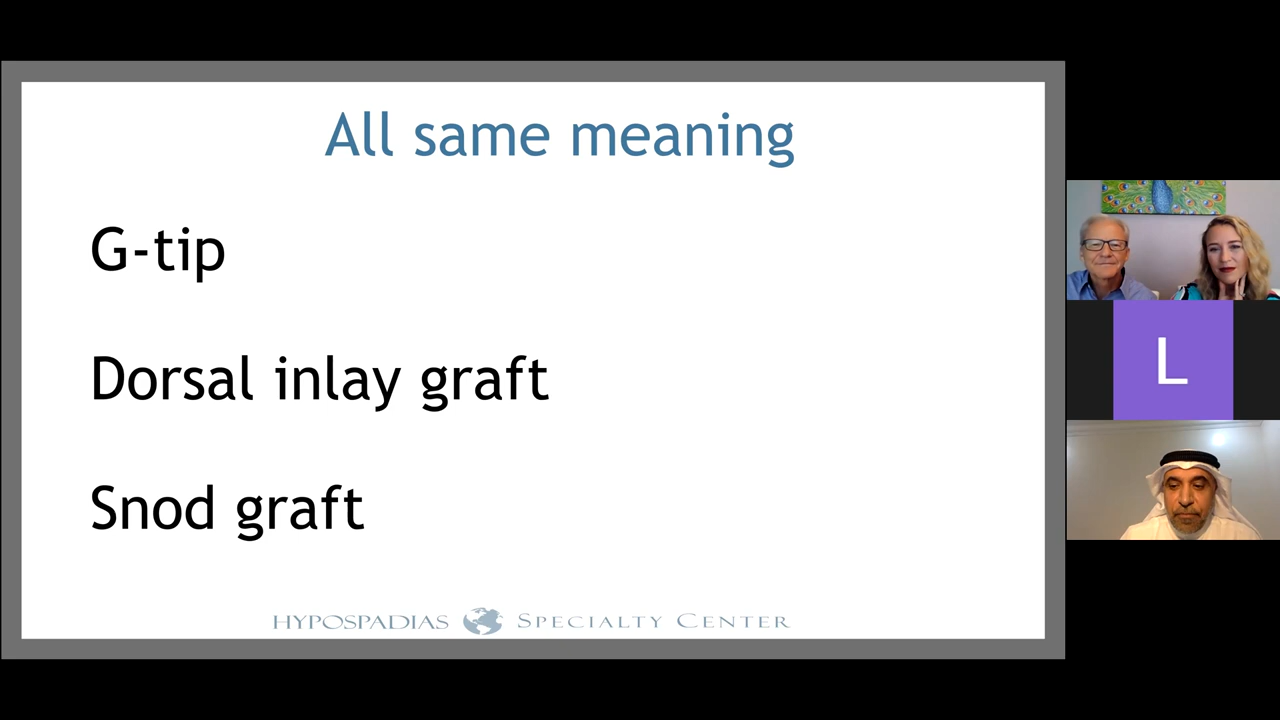 All same meaning
G-tip
Dorsal inlay graft
Snod graft
HYPOSPADIAS SPECIALTY CENTER
L